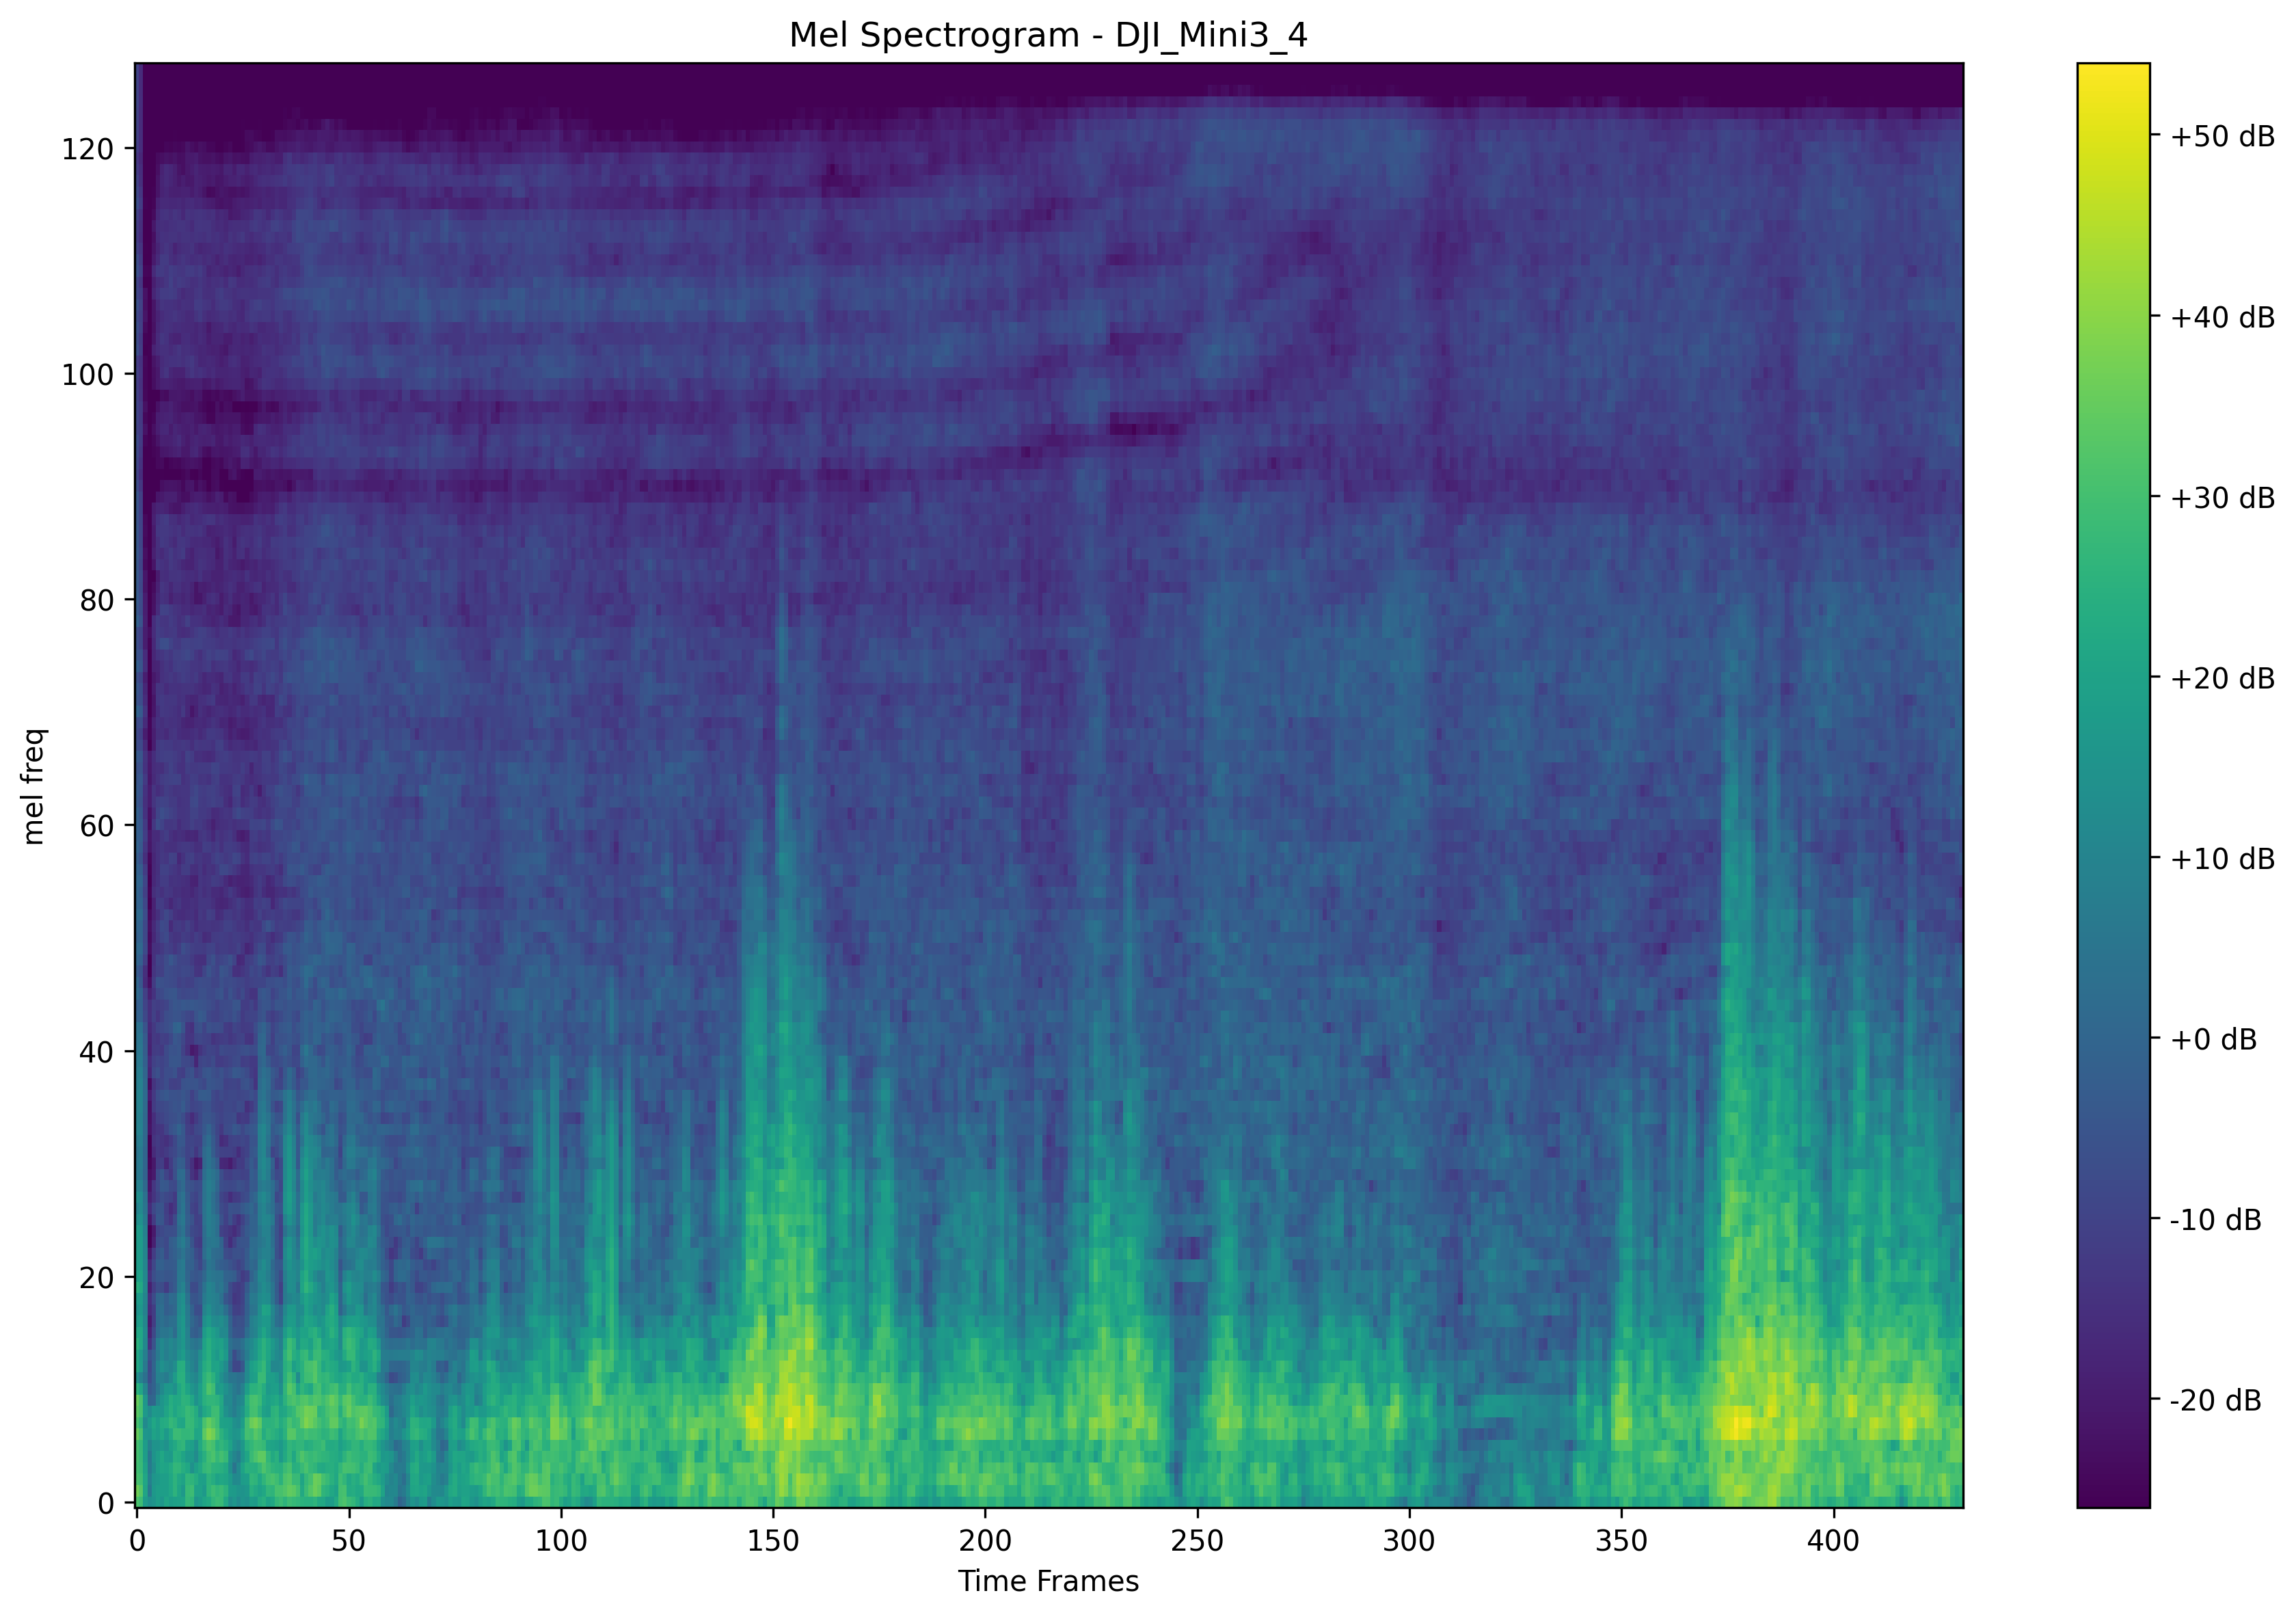 Mel Spectrogram - DJI_Mini3_4
mel freq
120
100
80
60
40
20
0
0 50 100 150 200 250 300 350 400
Time Frames
+50 dB
+40 dB
+30 dB
+20 dB
+10 dB
+0 dB
-10 dB
-20 dB